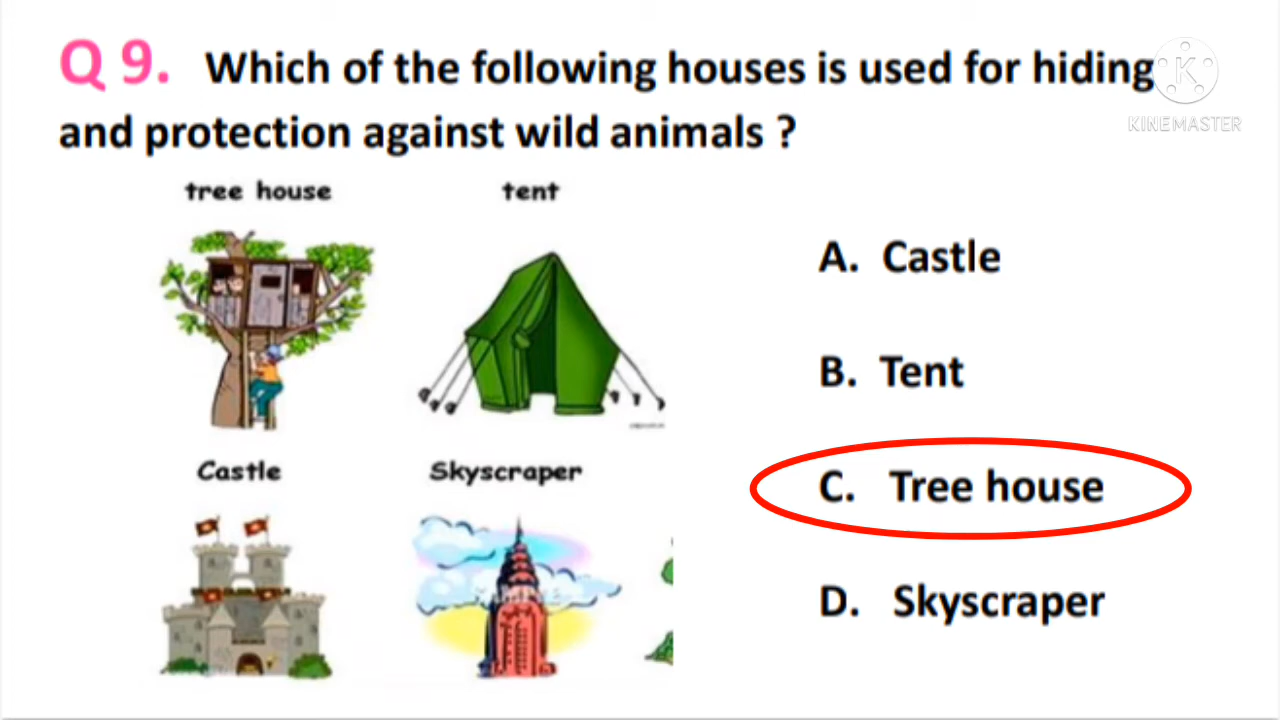 Q 9. Which of the following houses is used for hiding
and protection against wild animals ?
KINEMASTER
tree house
tent
Castle
Skyscraper
A. Castle
B. Tent
C. Tree house
D. Skyscraper